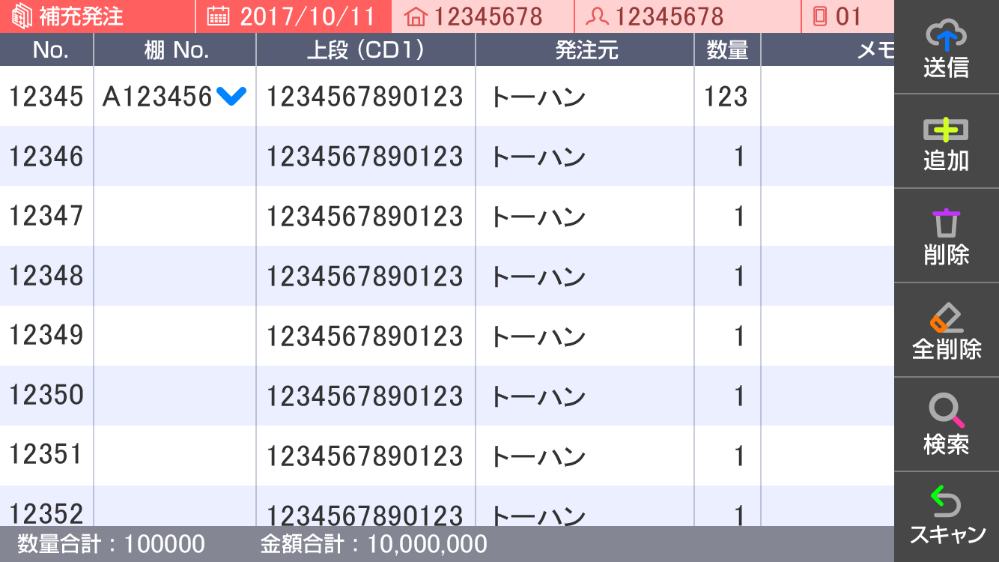 補充発注 2017/10/11 12345678 12345678 01
No. 棚 No. 上段（CD1） 発注元 数量 メモ
12345 A123456 1234567890123 トーハン 123
12346 1234567890123 トーハン 1
12347 1234567890123 トーハン 1
12348 1234567890123 トーハン 1
12349 1234567890123 トーハン 1
12350 1234567890123 トーハン 1
12351 1234567890123 トーハン 1
12352 1234567890123 トーハン 1
数量合計：100000 金額合計：10,000,000
送信
追加
削除
全削除
検索
スキャン